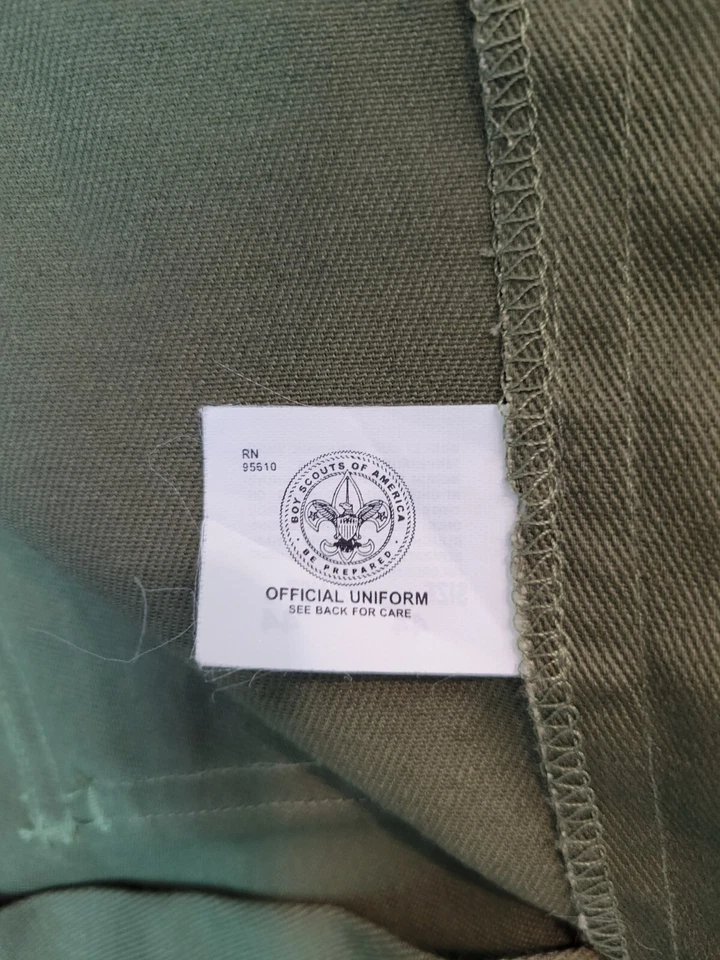 RN
95610
BOY SCOUTS OF AMERICA
· BE PREPARED ·
OFFICIAL UNIFORM
SEE BACK FOR CARE